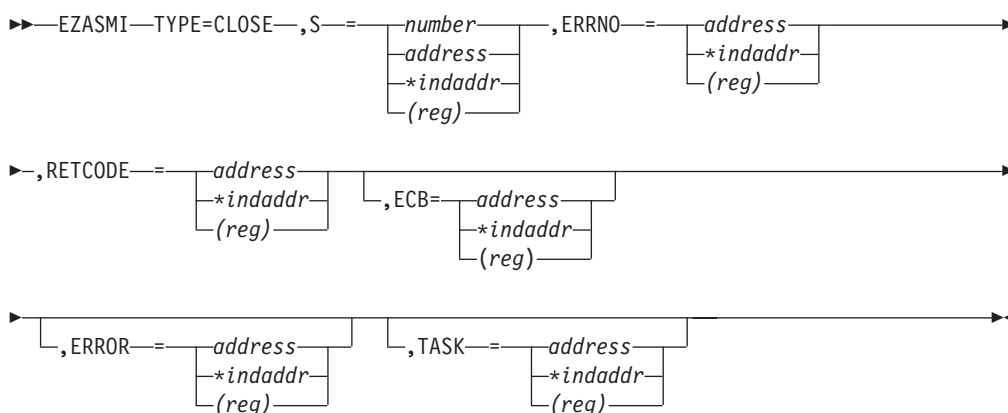 EZASMI TYPE=CLOSE ,S = number ,ERRNO = address
address *indaddr
*indaddr (reg)
(reg)
,RETCODE = address
*indaddr ,ECB= address
(reg) *indaddr
(reg)
,ERROR = address ,TASK = address
*indaddr *indaddr
(reg) (reg)